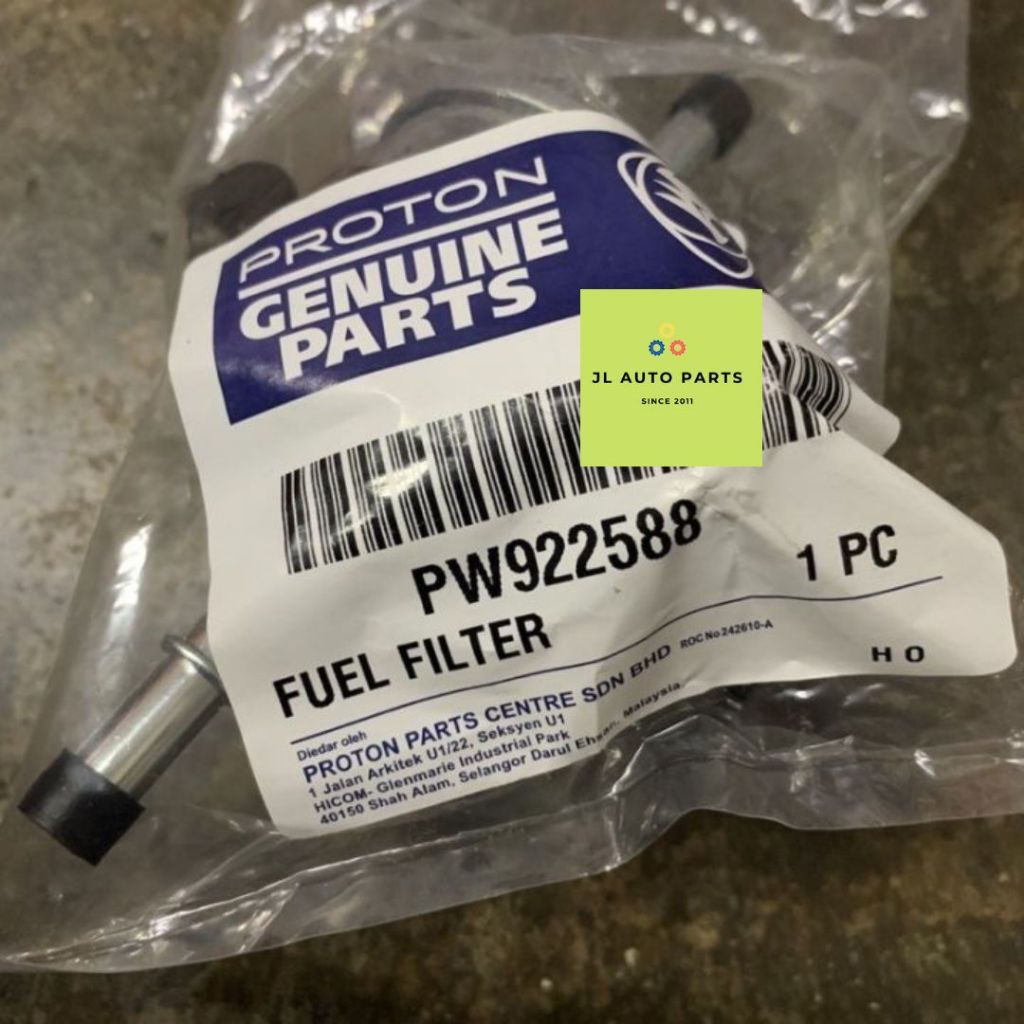 PROTON
GENUINE
PARTS
JL AUTO PARTS
SINCE 2011
PW922588
1 PC
FUEL FILTER
H O
Diedar oleh
PROTON PARTS CENTRE SDN BHD ROC No 242610-A
1 Jalan Arkitek U1/22, Seksyen U1
HICOM- Glenmarie Industrial Park
40150 Shah Alam, Selangor Darul Ehsan, Malaysia